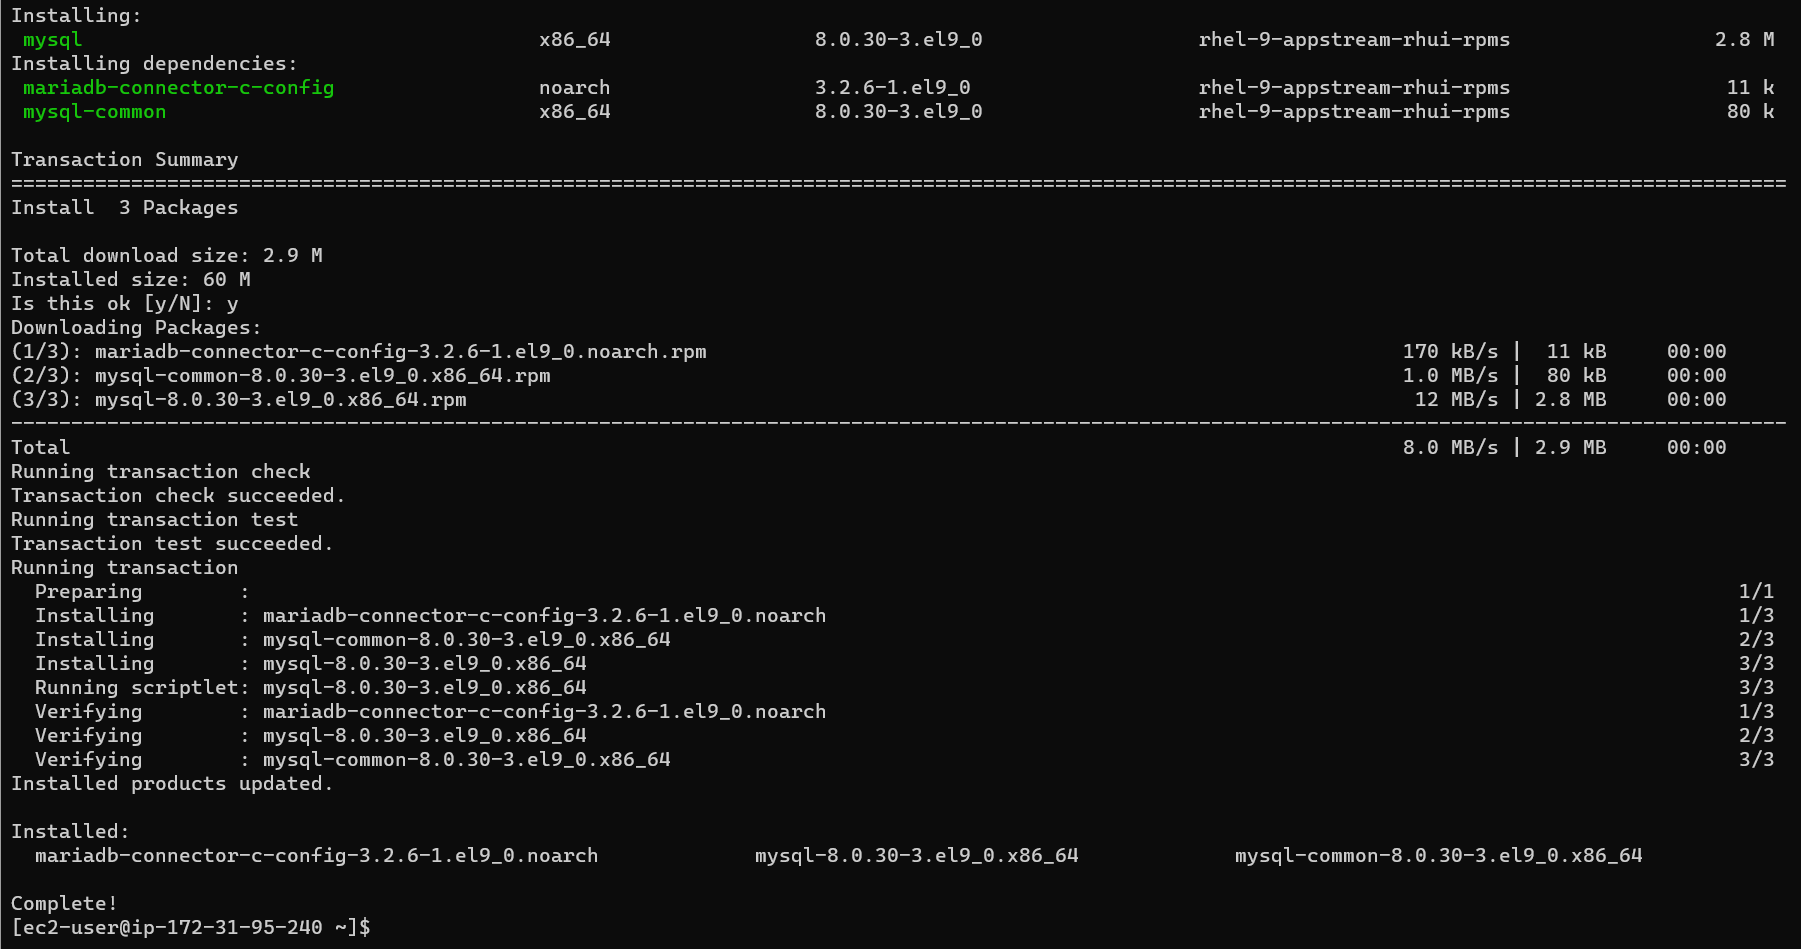 Installing:
 mysql                                      x86_64                 8.0.30-3.el9_0                  rhel-9-appstream-rhui-rpms                 2.8 M
Installing dependencies:
 mariadb-connector-c-config                 noarch                 3.2.6-1.el9_0                   rhel-9-appstream-rhui-rpms                  11 k
 mysql-common                               x86_64                 8.0.30-3.el9_0                  rhel-9-appstream-rhui-rpms                  80 k

Transaction Summary
====================================================================================================================================================
Install  3 Packages

Total download size: 2.9 M
Installed size: 60 M
Is this ok [y/N]: y
Downloading Packages:
(1/3): mariadb-connector-c-config-3.2.6-1.el9_0.noarch.rpm                                                          170 kB/s |  11 kB     00:00
(2/3): mysql-common-8.0.30-3.el9_0.x86_64.rpm                                                                       1.0 MB/s |  80 kB     00:00
(3/3): mysql-8.0.30-3.el9_0.x86_64.rpm                                                                               12 MB/s | 2.8 MB     00:00
----------------------------------------------------------------------------------------------------------------------------------------------------
Total                                                                                                               8.0 MB/s | 2.9 MB     00:00
Running transaction check
Transaction check succeeded.
Running transaction test
Transaction test succeeded.
Running transaction
  Preparing        :                                                                                                                            1/1
  Installing       : mariadb-connector-c-config-3.2.6-1.el9_0.noarch                                                                            1/3
  Installing       : mysql-common-8.0.30-3.el9_0.x86_64                                                                                         2/3
  Installing       : mysql-8.0.30-3.el9_0.x86_64                                                                                                3/3
  Running scriptlet: mysql-8.0.30-3.el9_0.x86_64                                                                                                3/3
  Verifying        : mariadb-connector-c-config-3.2.6-1.el9_0.noarch                                                                            1/3
  Verifying        : mysql-8.0.30-3.el9_0.x86_64                                                                                                2/3
  Verifying        : mysql-common-8.0.30-3.el9_0.x86_64                                                                                         3/3
Installed products updated.

Installed:
  mariadb-connector-c-config-3.2.6-1.el9_0.noarch             mysql-8.0.30-3.el9_0.x86_64             mysql-common-8.0.30-3.el9_0.x86_64

Complete!
[ec2-user@ip-172-31-95-240 ~]$